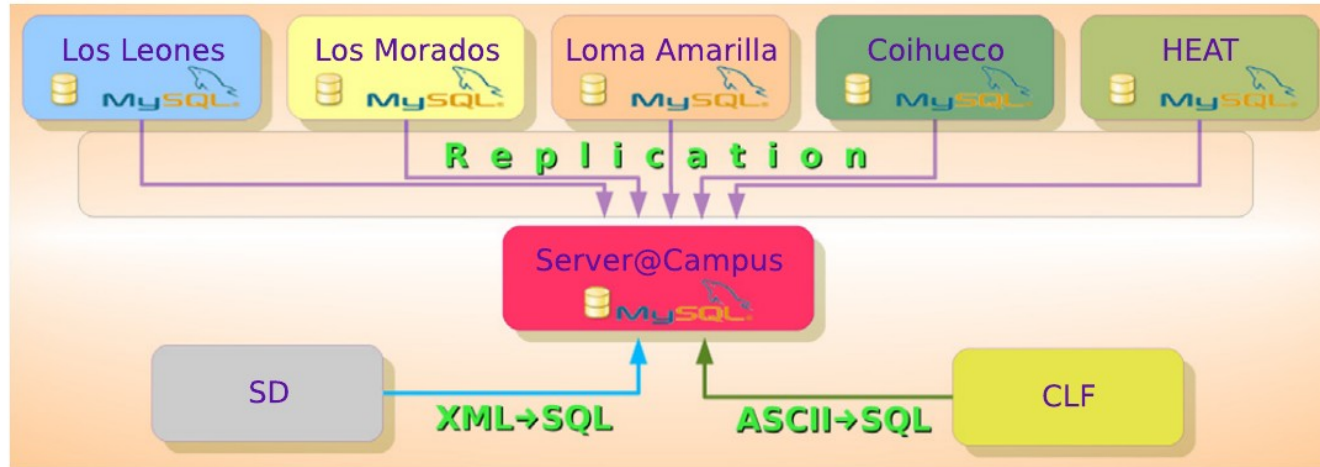 Los Leones
MySQL®
Los Morados
MySQL®
Loma Amarilla
MySQL®
Coihueco
MySQL®
HEAT
MySQL®
Replication
Server@Campus
MySQL®
SD
XML→SQL
ASCII→SQL
CLF